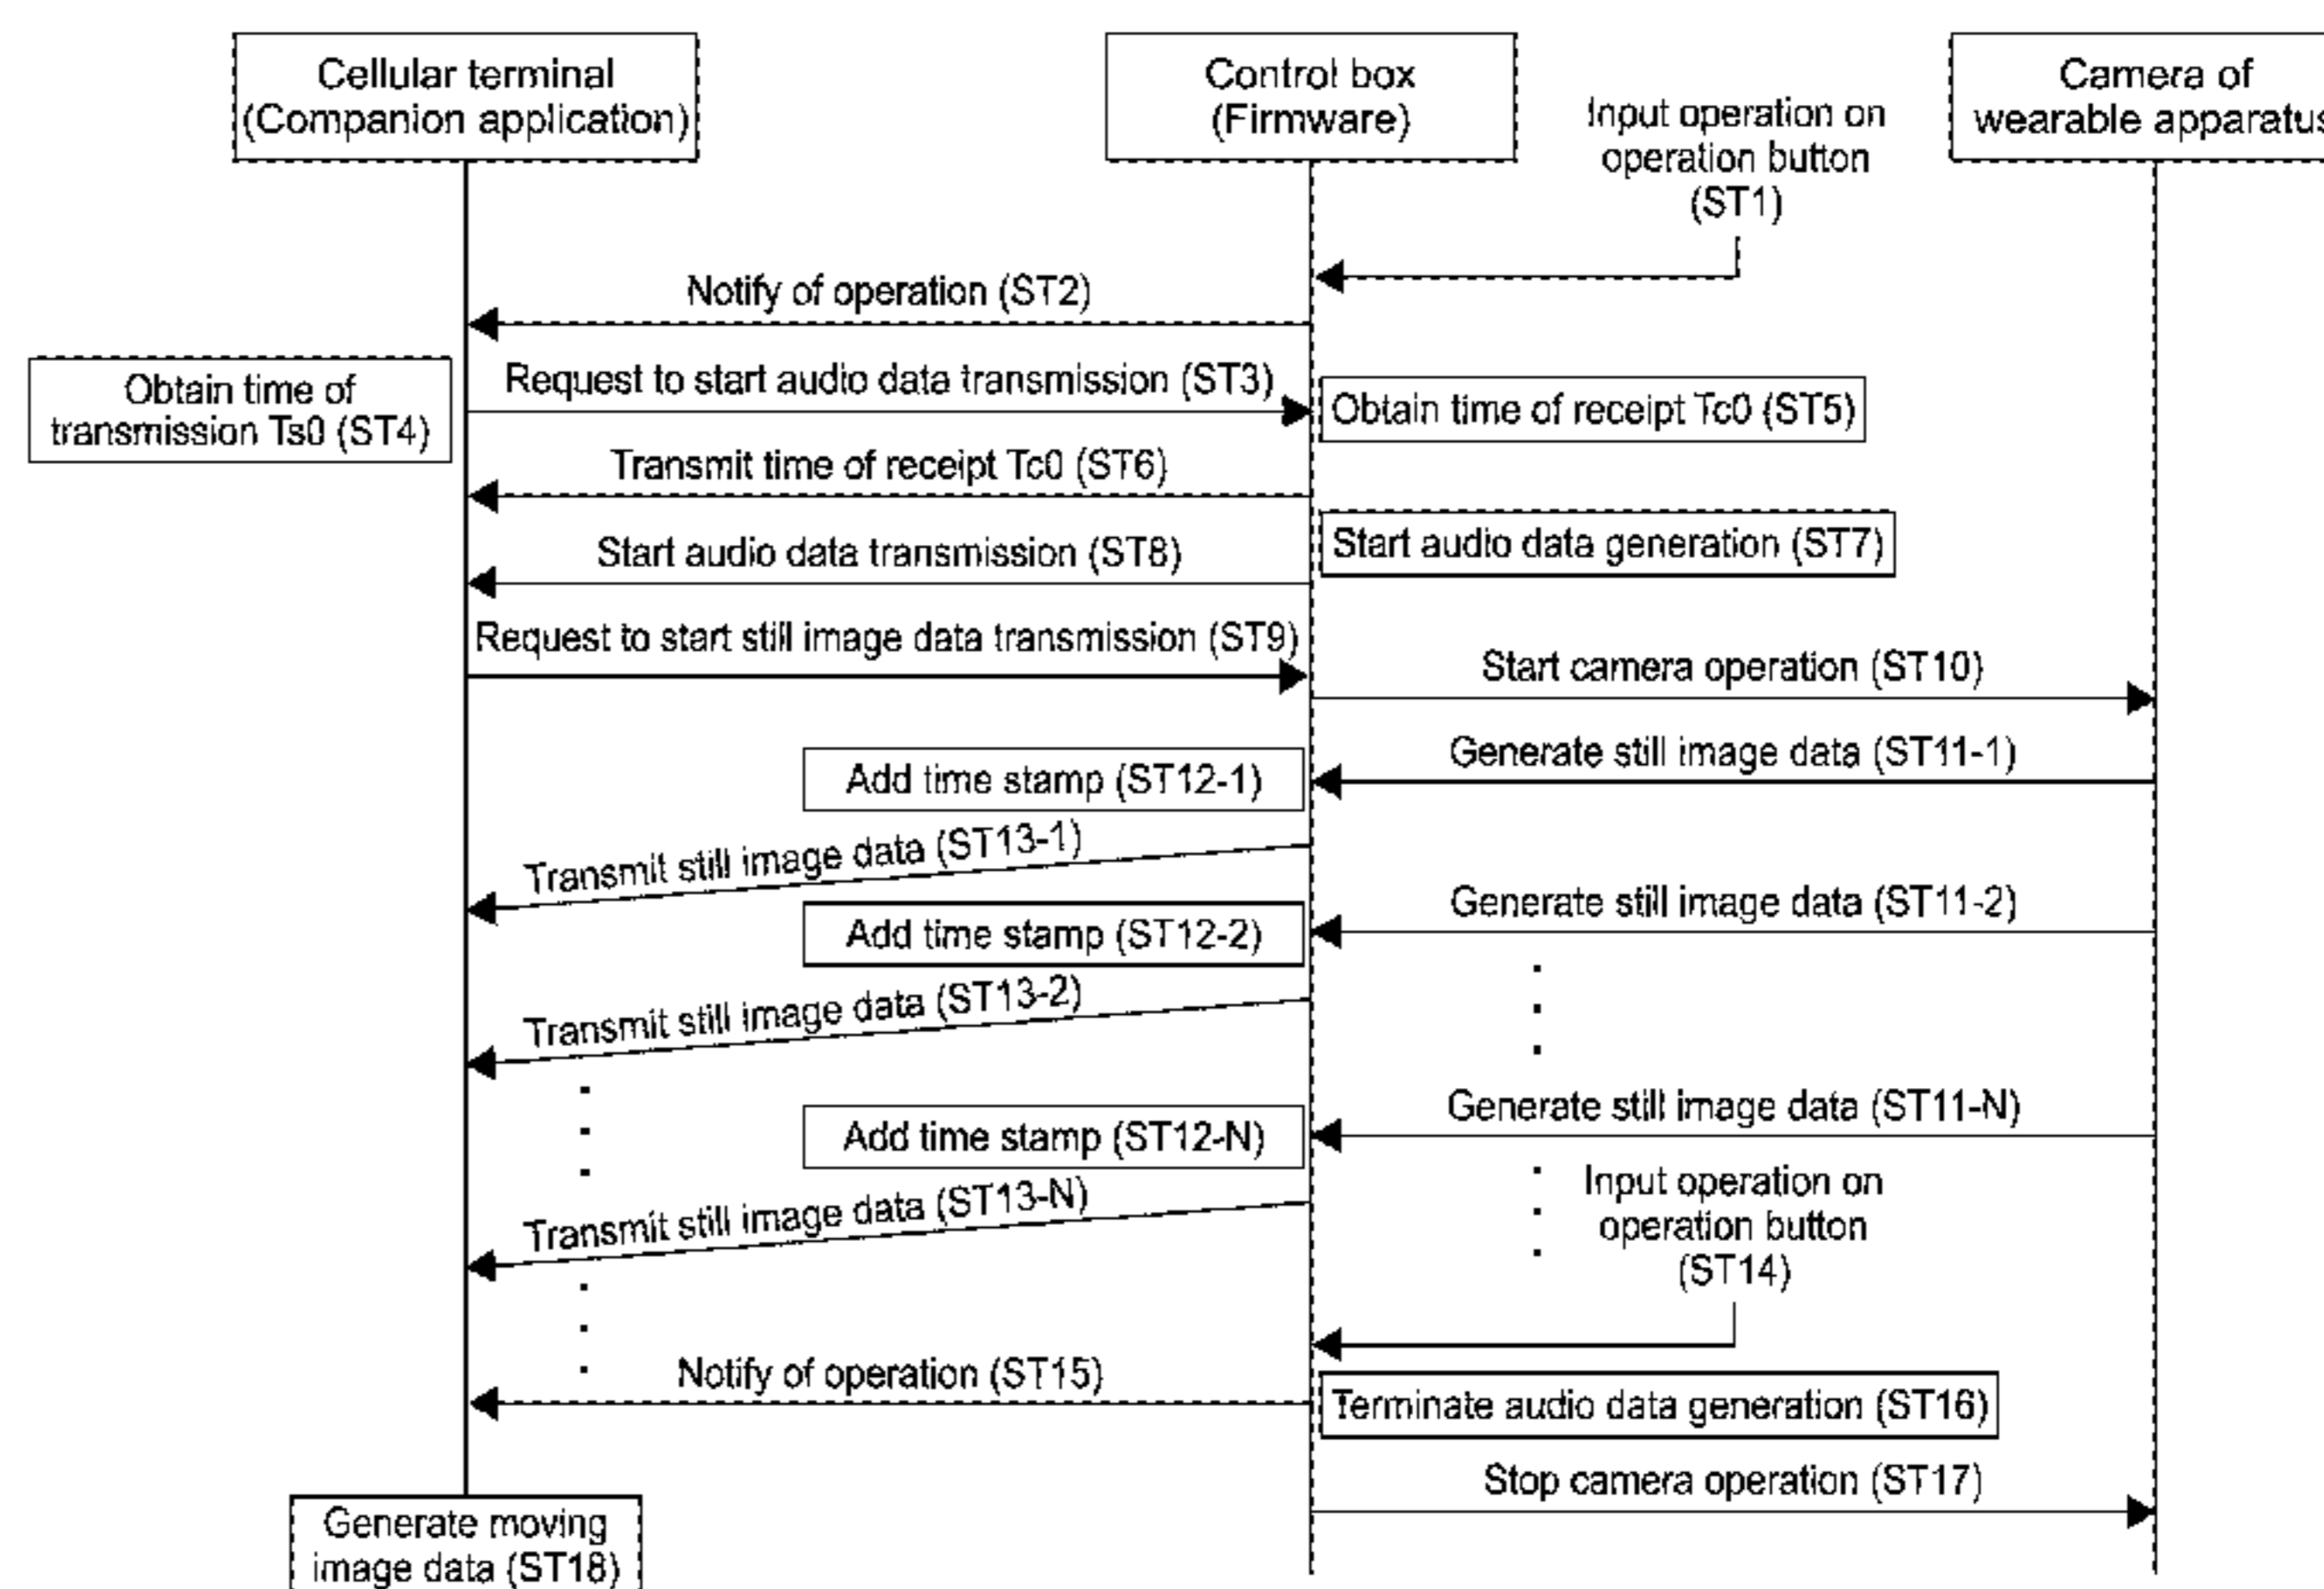 Cellular terminal
(Companion application)
Control box
(Firmware)
Camera of
wearable apparatus
Input operation on
operation button
(ST1)
Notify of operation (ST2)
Request to start audio data transmission (ST3)
Obtain time of
transmission Ts0 (ST4)
Obtain time of receipt Tc0 (ST5)
Transmit time of receipt Tc0 (ST6)
Start audio data generation (ST7)
Start audio data transmission (ST8)
Request to start still image data transmission (ST9)
Start camera operation (ST10)
Generate still image data (ST11-1)
Add time stamp (ST12-1)
Transmit still image data (ST13-1)
Generate still image data (ST11-2)
Add time stamp (ST12-2)
Transmit still image data (ST13-2)
Generate still image data (ST11-N)
Add time stamp (ST12-N)
Transmit still image data (ST13-N)
Input operation on
operation button
(ST14)
Notify of operation (ST15)
Terminate audio data generation (ST16)
Stop camera operation (ST17)
Generate moving
image data (ST18)